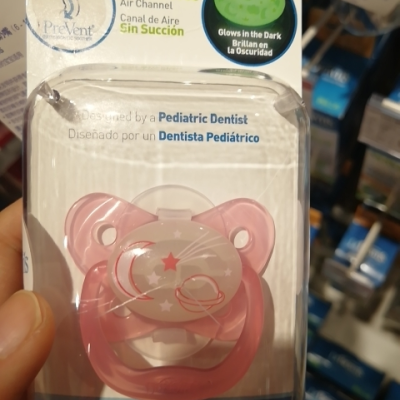 PreVent
Air Channel
Canal de Aire
Sin Succión
Glows in the Dark
Brillan en
la Oscuridad
by a Pediatric Dentist
Diseñado por un Dentista Pediátrico